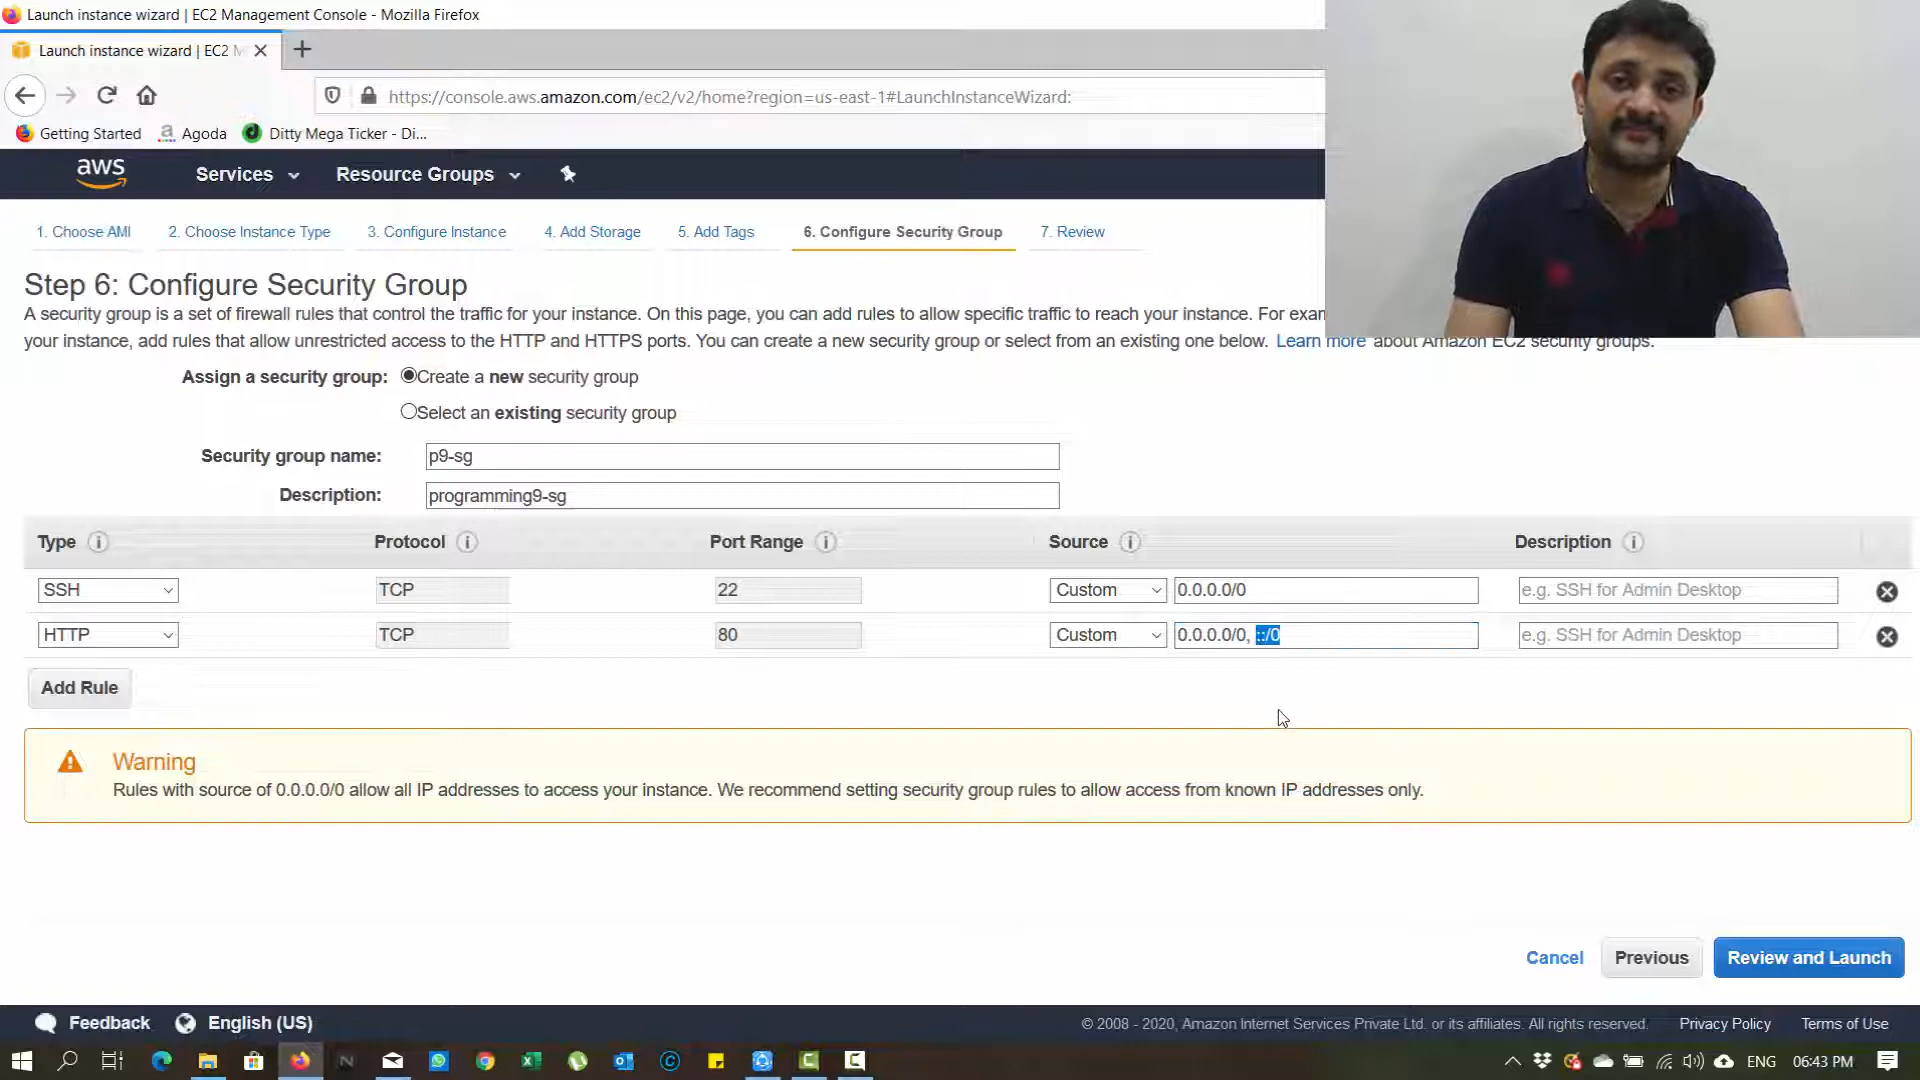 Launch instance wizard | EC2 Management Console - Mozilla Firefox
Launch instance wizard | EC2 M
https://console.aws.amazon.com/ec2/v2/home?region=us-east-1#LaunchInstanceWizard:
Getting Started a Agoda Ditty Mega Ticker - Di...
aws Services Resource Groups
1. Choose AMI 2. Choose Instance Type 3. Configure Instance 4. Add Storage 5. Add Tags 6. Configure Security Group 7. Review
Step 6: Configure Security Group
A security group is a set of firewall rules that control the traffic for your instance. On this page, you can add rules to allow specific traffic to reach your instance. For exam
your instance, add rules that allow unrestricted access to the HTTP and HTTPS ports. You can create a new security group or select from an existing one below. Learn more about Amazon EC2 security groups.
Assign a security group: Create a new security group
Select an existing security group
Security group name: p9-sg
Description: programming9-sg
Type i Protocol i Port Range i Source i Description i
SSH TCP 22 Custom 0.0.0.0/0 e.g. SSH for Admin Desktop
HTTP TCP 80 Custom 0.0.0.0/0, ::/0 e.g. SSH for Admin Desktop
Add Rule
Warning
Rules with source of 0.0.0.0/0 allow all IP addresses to access your instance. We recommend setting security group rules to allow access from known IP addresses only.
Cancel Previous Review and Launch
Feedback English (US) © 2008 - 2020, Amazon Internet Services Private Ltd. or its affiliates. All rights reserved. Privacy Policy Terms of Use
ENG 06:43 PM